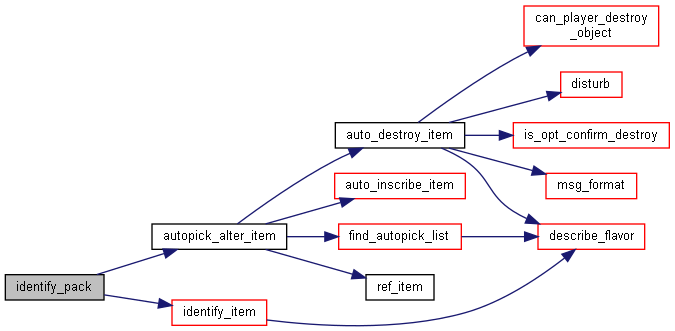 can_player_destroy
_object
disturb
auto_destroy_item
is_opt_confirm_destroy
auto_inscribe_item
msg_format
autopick_alter_item
find_autopick_list
describe_flavor
identify_pack
ref_item
identify_item